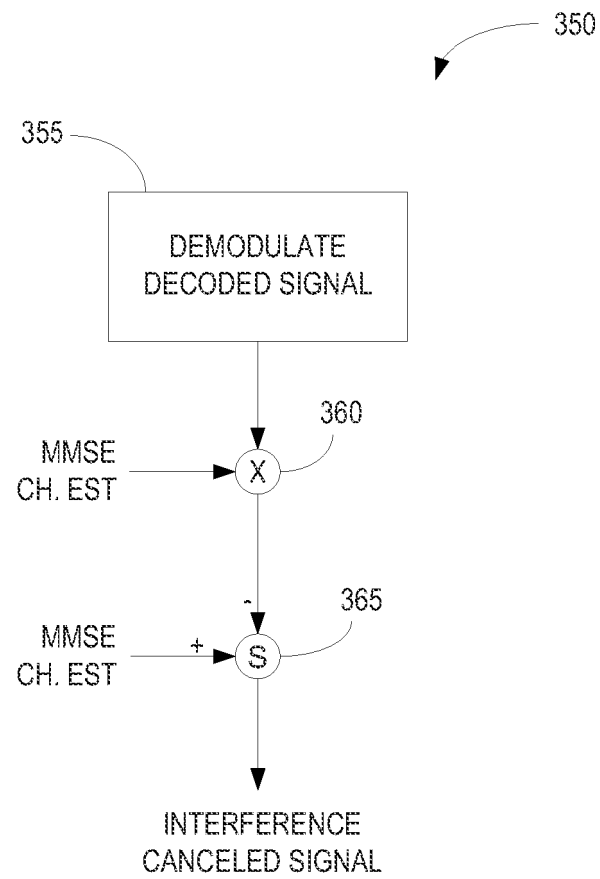 350
355
DEMODULATE
DECODED SIGNAL
360
MMSE
CH. EST
X
365
-
MMSE
CH. EST
+
S
INTERFERENCE
CANCELED SIGNAL